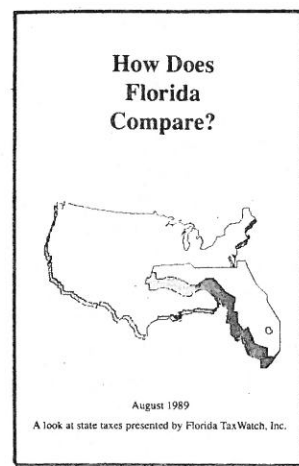 How Does
Florida
Compare?
August 1989
A look at state taxes presented by Florida TaxWatch, Inc.